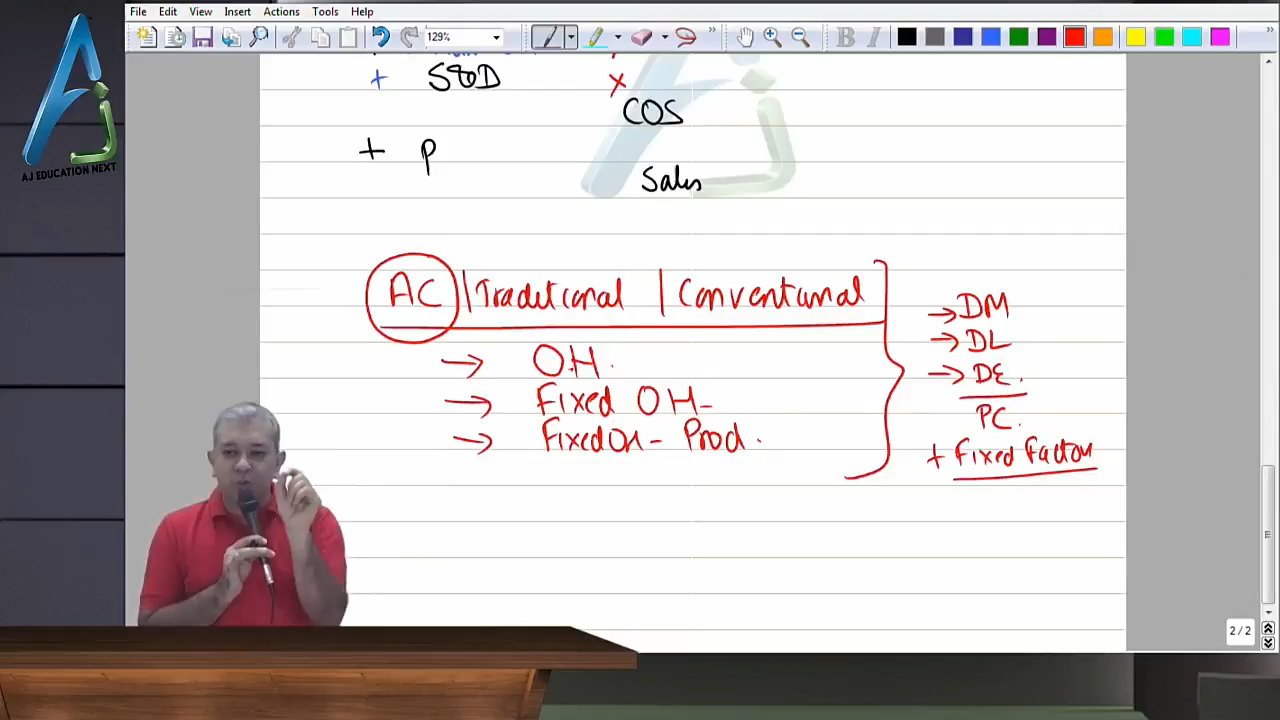 File Edit View Insert Actions Tools Help
129%
+ S&D × COS
+ P
Sales
AC | Traditional | Conventional
→ O.H.
→ Fixed OH
→ Fixed OH - Prod.
→ DM
→ DL
→ DE.
PC.
+ Fixed Factor
AJ EDUCATION NEXT
2 / 2